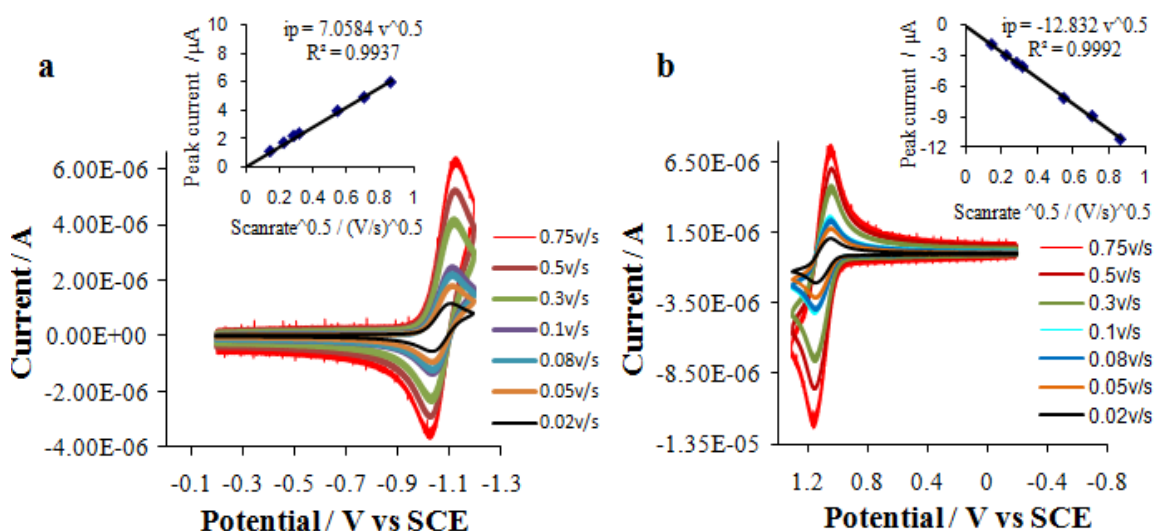 a
ip = 7.0584 v^0.5
R² = 0.9937
Peak current /µA
10
8
6
4
2
0
0 0.2 0.4 0.6 0.8 1
Scanrate^0.5 / (V/s)^0.5
Current / A
6.00E-06
4.00E-06
2.00E-06
0.00E+00
-2.00E-06
-4.00E-06
-0.1 -0.3 -0.5 -0.7 -0.9 -1.1 -1.3
Potential / V vs SCE
0.75v/s
0.5v/s
0.3v/s
0.1v/s
0.08v/s
0.05v/s
0.02v/s
b
ip = -12.832 v^0.5
R² = 0.9992
Peak current / µA
0
-3
-6
-9
-12
0 0.2 0.4 0.6 0.8 1
Scanrate ^0.5 / (V/s)^0.5
Current / A
6.50E-06
1.50E-06
-3.50E-06
-8.50E-06
-1.35E-05
1.2 0.8 0.4 0 -0.4 -0.8
Potential / V vs SCE
0.75v/s
0.5v/s
0.3v/s
0.1v/s
0.08v/s
0.05v/s
0.02v/s